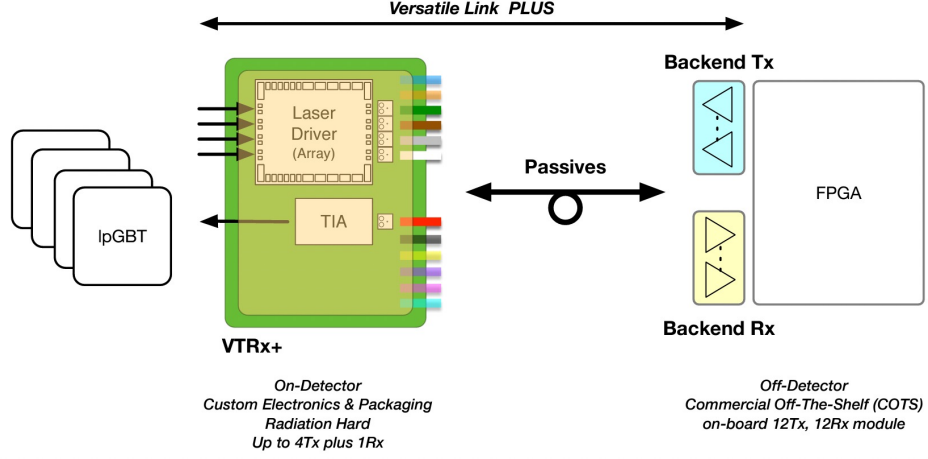 Versatile Link PLUS
Backend Tx
Laser
Driver
(Array)
Passives
FPGA
TIA
lpGBT
Backend Rx
VTRx+
On-Detector
Custom Electronics & Packaging
Radiation Hard
Up to 4Tx plus 1Rx
Off-Detector
Commercial Off-The-Shelf (COTS)
on-board 12Tx, 12Rx module